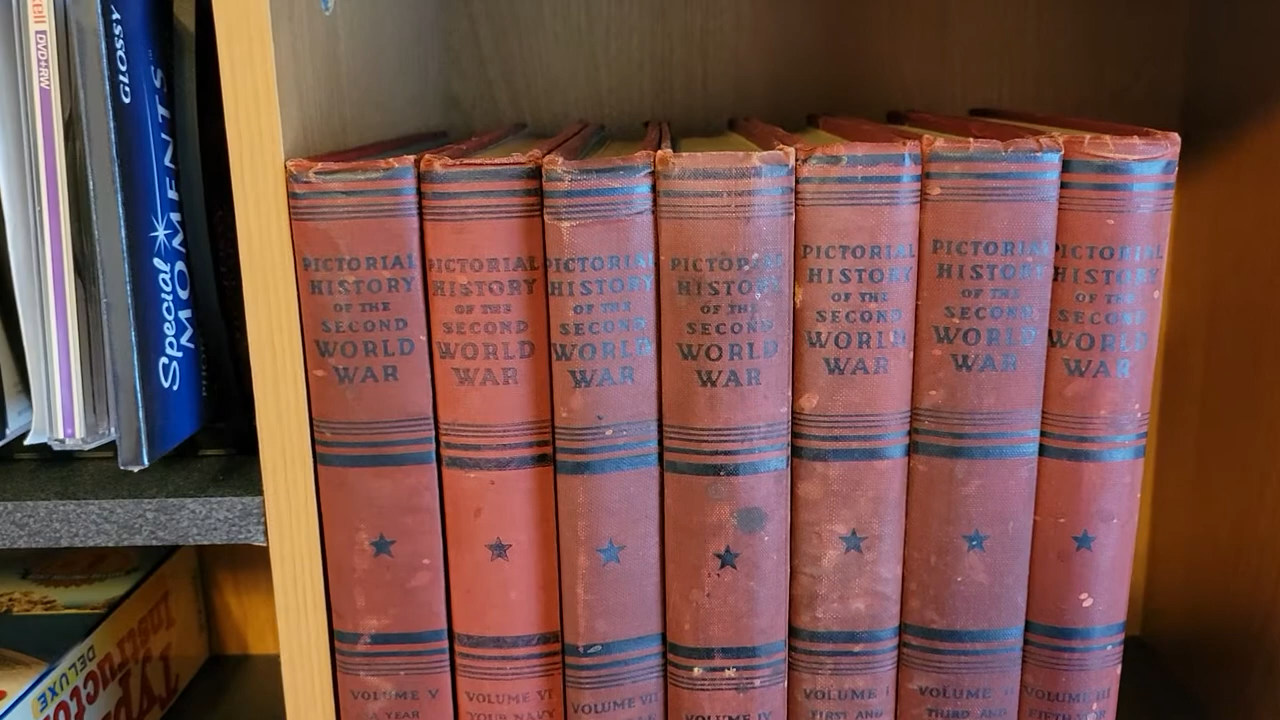 DVD+RW
GLOSSY
Special
MOMENTS
DELUXE
PICTORIAL
HISTORY
OF THE
SECOND
WORLD
WAR
VOLUME V
A YEAR
PICTORIAL
HISTORY
OF THE
SECOND
WORLD
WAR
VOLUME VI
YOUR NAVY
PICTORIAL
HISTORY
OF THE
SECOND
WORLD
WAR
VOLUME VII
PICTORIAL
HISTORY
OF THE
SECOND
WORLD
WAR
VOLUME IV
PICTORIAL
HISTORY
OF THE
SECOND
WORLD
WAR
VOLUME I
FIRST AND
PICTORIAL
HISTORY
OF THE
SECOND
WORLD
WAR
VOLUME II
THIRD AND
PICTORIAL
HISTORY
OF THE
SECOND
WORLD
WAR
VOLUME III
FIFTH YEAR